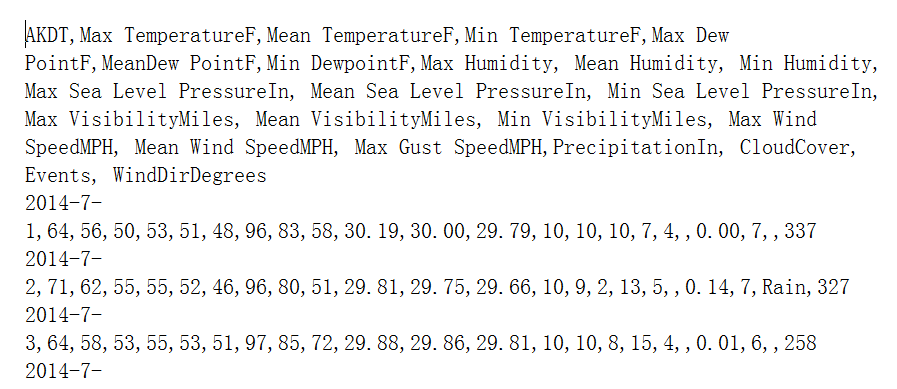 AKDT,Max TemperatureF,Mean TemperatureF,Min TemperatureF,Max Dew
PointF,MeanDew PointF,Min DewpointF,Max Humidity, Mean Humidity, Min Humidity,
Max Sea Level PressureIn, Mean Sea Level PressureIn, Min Sea Level PressureIn,
Max VisibilityMiles, Mean VisibilityMiles, Min VisibilityMiles, Max Wind
SpeedMPH, Mean Wind SpeedMPH, Max Gust SpeedMPH,PrecipitationIn, CloudCover,
Events, WindDirDegrees
2014-7-
1,64,56,50,53,51,48,96,83,58,30.19,30.00,29.79,10,10,10,7,4,,0.00,7,,337
2014-7-
2,71,62,55,55,52,46,96,80,51,29.81,29.75,29.66,10,9,2,13,5,,0.14,7,Rain,327
2014-7-
3,64,58,53,55,53,51,97,85,72,29.88,29.86,29.81,10,10,8,15,4,,0.01,6,,258
2014-7-